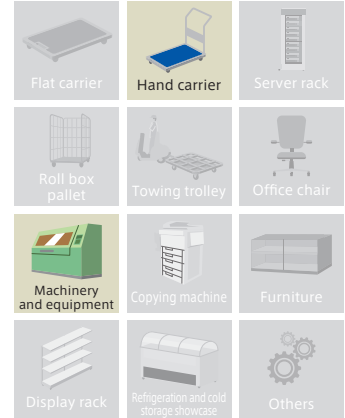 Flat carrier
Hand carrier
Server rack
Roll box
pallet
Towing trolley
Office chair
Machinery
and equipment
Copying machine
Furniture
Display rack
Refrigeration and cold
storage showcase
Others